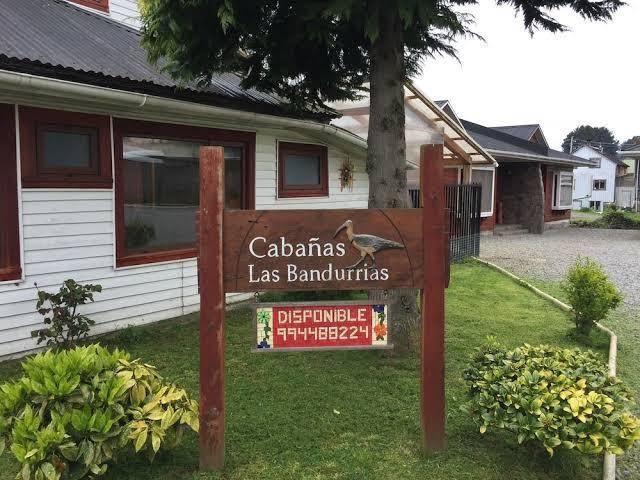 Cabañas
Las Bandurrias
DISPONIBLE
994488224